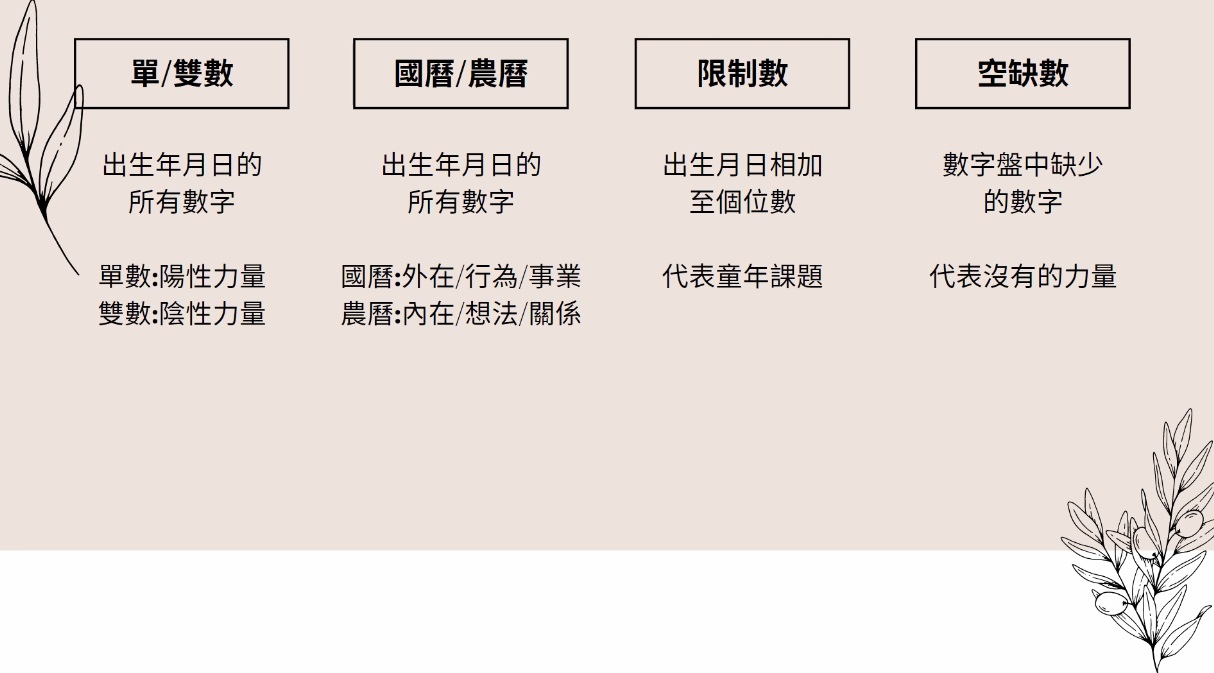 單/雙數
出生年月日的
所有數字
單數:陽性力量
雙數:陰性力量
國曆/農曆
出生年月日的
所有數字
國曆:外在/行為/事業
農曆:內在/想法/關係
限制數
出生月日相加
至個位數
代表童年課題
空缺數
數字盤中缺少
的數字
代表沒有的力量